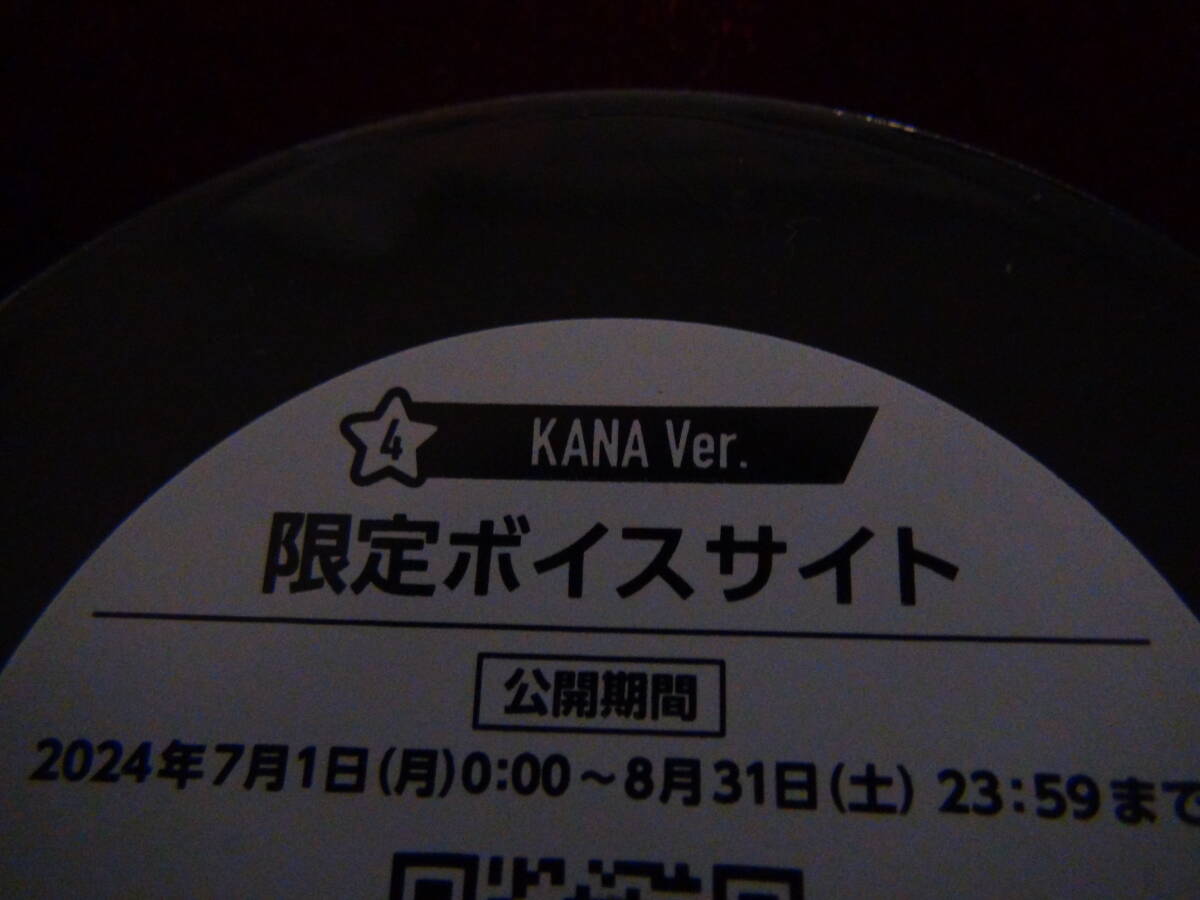 4 KANA Ver.
限定ボイスサイト
公開期間
2024年7月1日(月)0:00～8月31日(土) 23:59まで